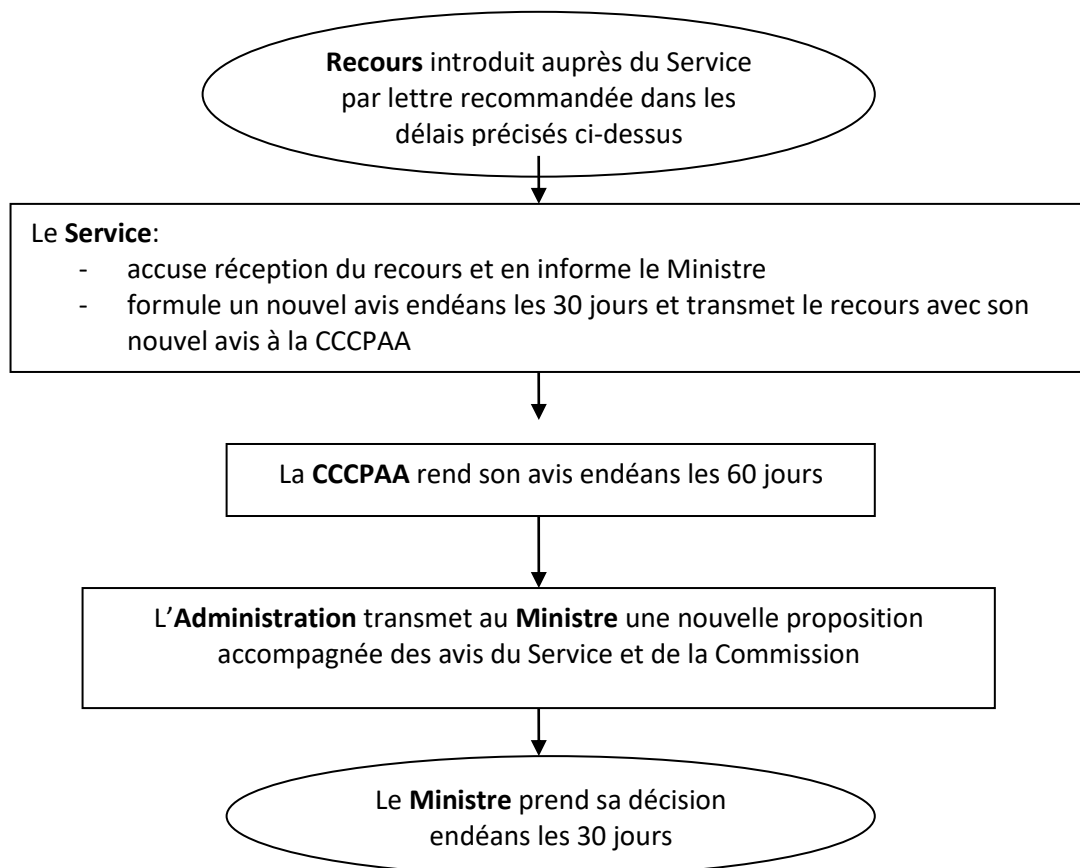 Recours introduit auprès du Service
par lettre recommandée dans les
délais précisés ci-dessus
Le Service:
- accuse réception du recours et en informe le Ministre
- formule un nouvel avis endéans les 30 jours et transmet le recours avec son
nouvel avis à la CCCPAA
La CCCPAA rend son avis endéans les 60 jours
L’Administration transmet au Ministre une nouvelle proposition
accompagnée des avis du Service et de la Commission
Le Ministre prend sa décision
endéans les 30 jours